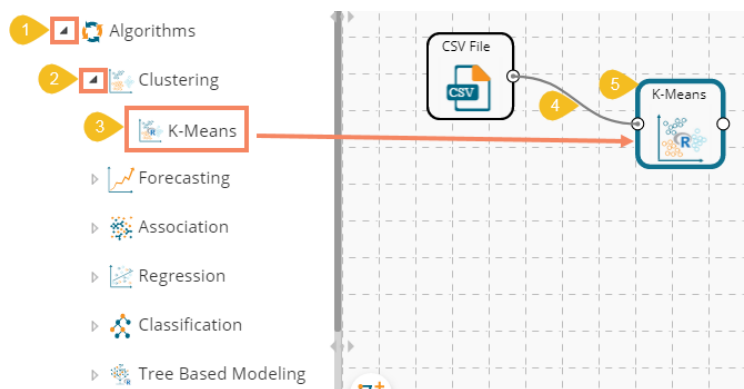 1 Algorithms
2 Clustering
3 K-Means
Forecasting
Association
Regression
Classification
Tree Based Modeling
R
CSV File
CSV
4
5
K-Means
R